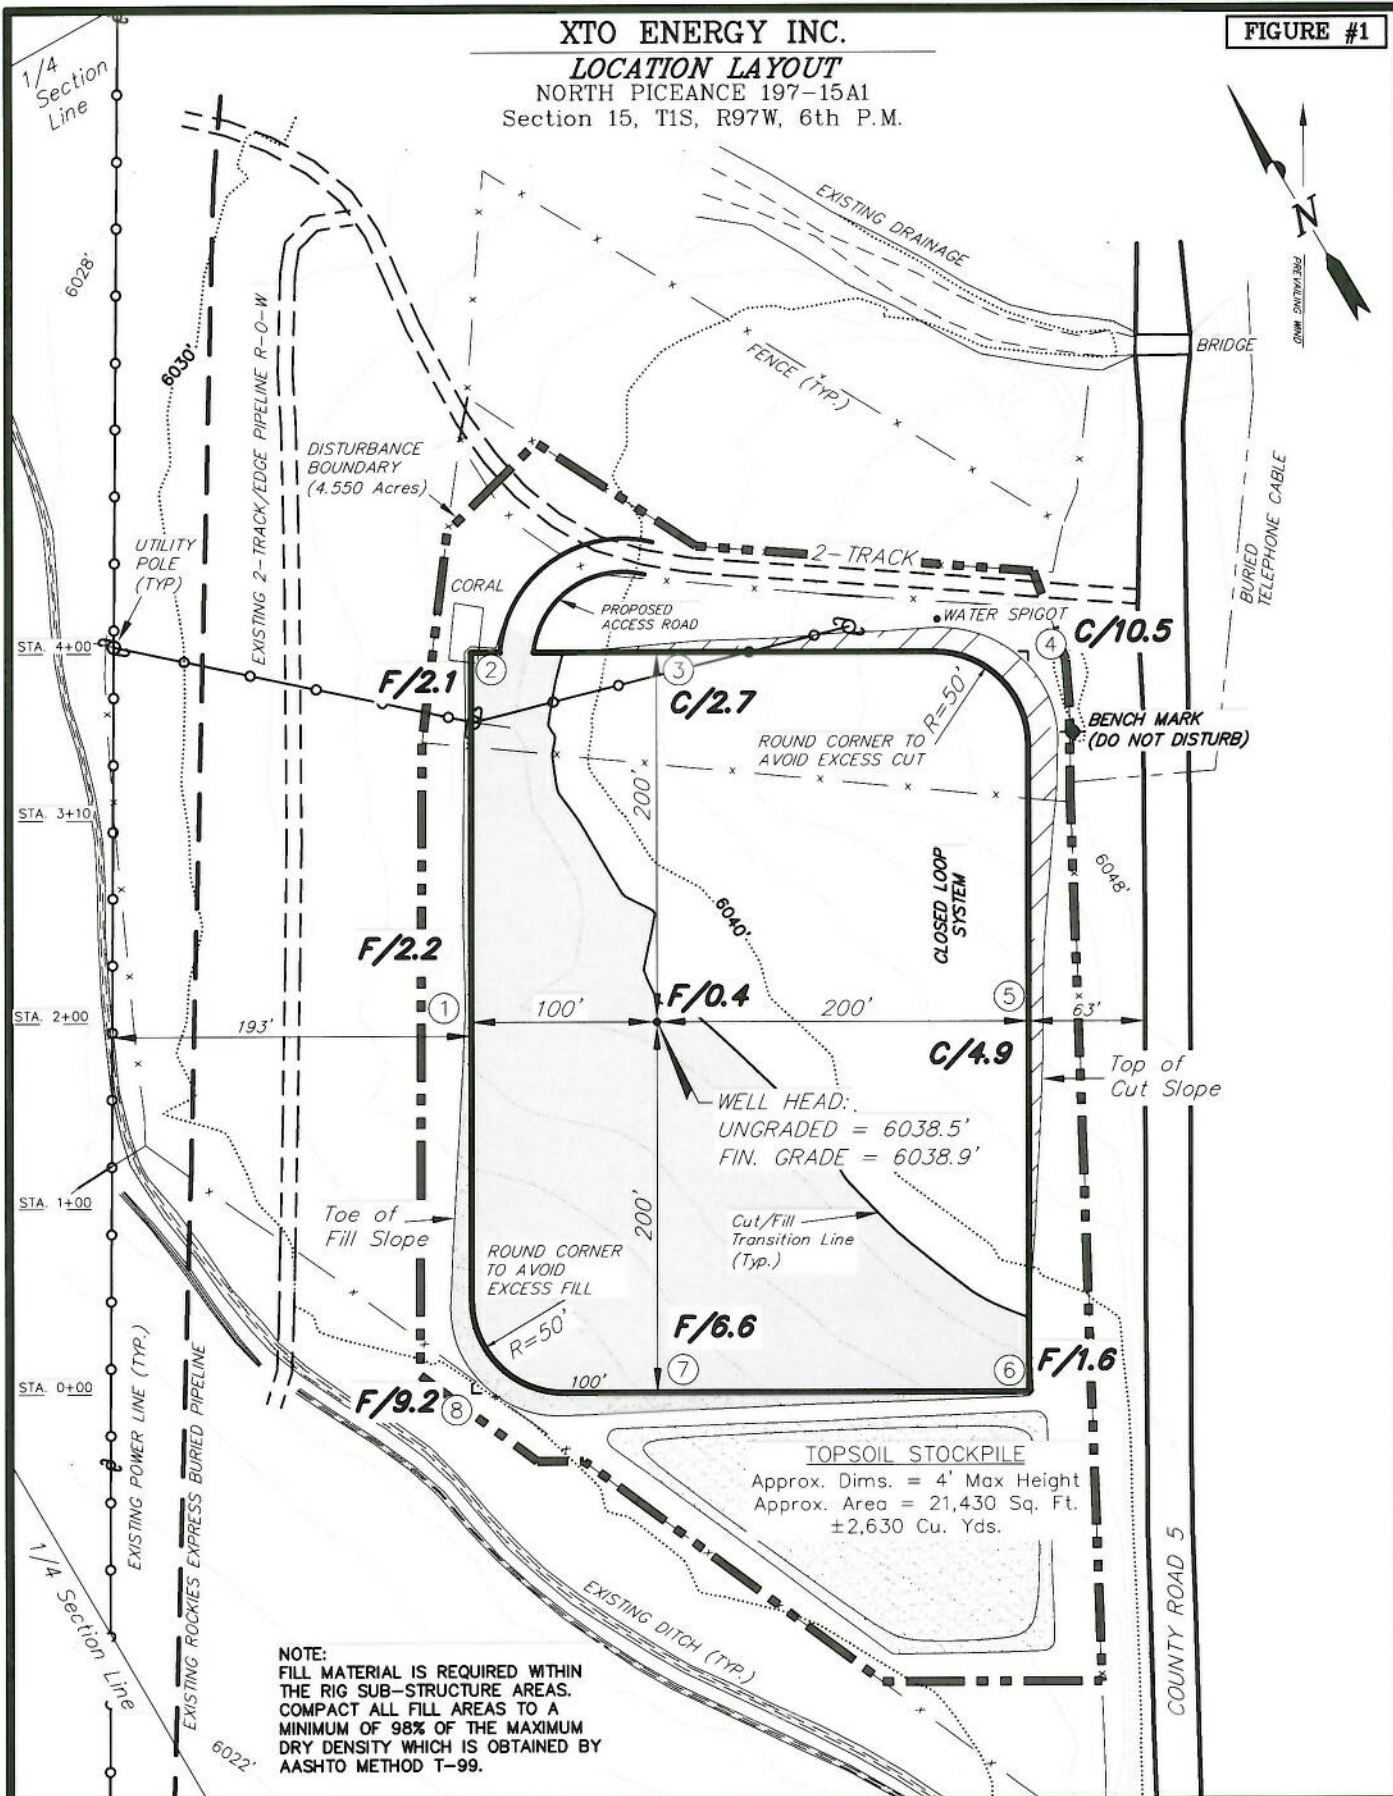 XTO ENERGY INC.
FIGURE #1
LOCATION LAYOUT
NORTH PICEANCE 197-15A1
Section 15, T1S, R97W, 6th P.M.
1/4
Section
Line
6028'
6030'
EXISTING 2-TRACK/EDGE PIPELINE R-O-W
EXISTING DRAINAGE
N
PREVAILING WIND
BRIDGE
FENCE (TYP.)
DISTURBANCE
BOUNDARY
(4.550 Acres)
BURIED
TELEPHONE CABLE
UTILITY
POLE
(TYP)
2-TRACK
CORAL
PROPOSED
ACCESS ROAD
WATER SPIGOT
C/10.5
STA. 4+00
2
3
4
F/2.1
C/2.7
R=50'
BENCH MARK
(DO NOT DISTURB)
ROUND CORNER TO
AVOID EXCESS CUT
200'
STA. 3+10
CLOSED LOOP
SYSTEM
6048'
6040'
F/2.2
F/0.4
1
5
STA. 2+00
193'
100'
200'
63'
C/4.9
Top of
Cut Slope
WELL HEAD:
UNGRADED = 6038.5'
FIN. GRADE = 6038.9'
STA. 1+00
Toe of
Fill Slope
200'
Cut/Fill
Transition Line
(Typ.)
ROUND CORNER
TO AVOID
EXCESS FILL
R=50'
F/6.6
F/1.6
7
6
100'
STA. 0+00
F/9.2
8
TOPSOIL STOCKPILE
Approx. Dims. = 4' Max Height
Approx. Area = 21,430 Sq. Ft.
±2,630 Cu. Yds.
EXISTING POWER LINE (TYP.)
EXISTING ROCKIES EXPRESS BURIED PIPELINE
1/4 Section Line
EXISTING DITCH (TYP.)
COUNTY ROAD 5
6022'
NOTE:
FILL MATERIAL IS REQUIRED WITHIN
THE RIG SUB-STRUCTURE AREAS.
COMPACT ALL FILL AREAS TO A
MINIMUM OF 98% OF THE MAXIMUM
DRY DENSITY WHICH IS OBTAINED BY
AASHTO METHOD T-99.